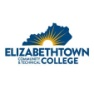 ELIZABETHTOWN
COMMUNITY
& TECHNICAL
COLLEGE